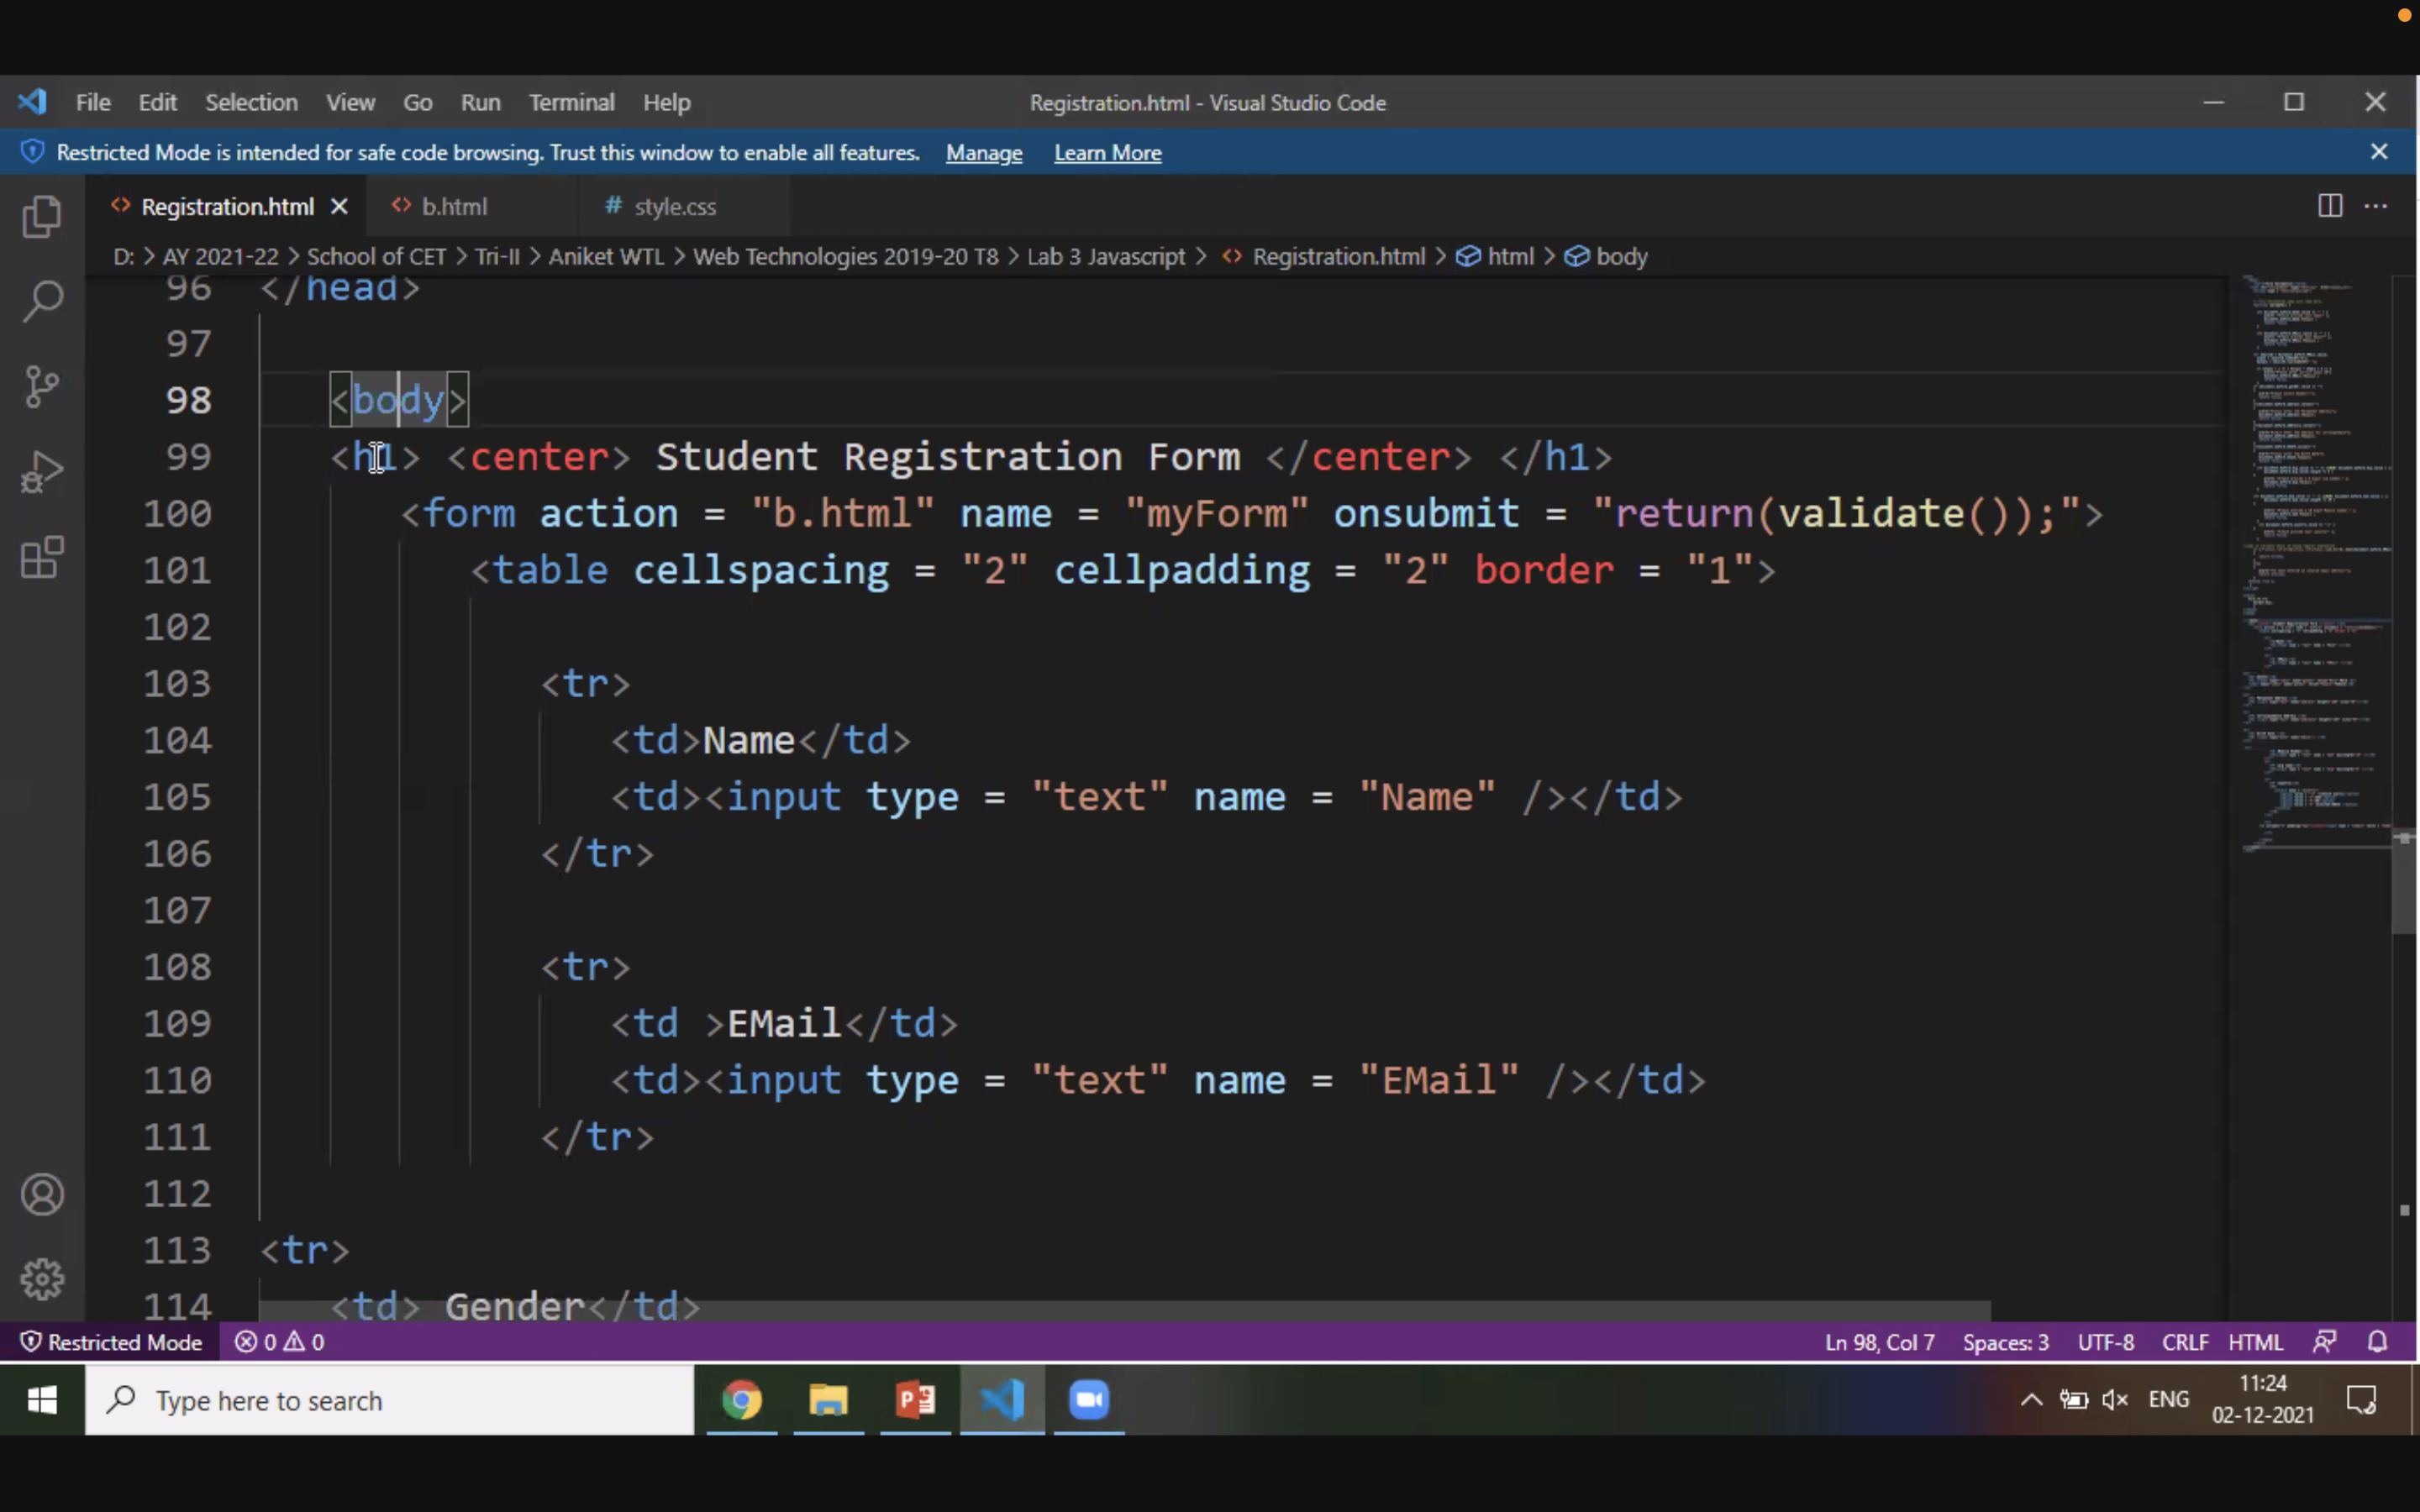 File Edit Selection View Go Run Terminal Help Registration.html - Visual Studio Code
Restricted Mode is intended for safe code browsing. Trust this window to enable all features. Manage Learn More
Registration.html b.html # style.css
D: > AY 2021-22 > School of CET > Tri-II > Aniket WTL > Web Technologies 2019-20 T8 > Lab 3 Javascript > Registration.html > html > body
96 </head>
97
98 <body>
99 <h1> <center> Student Registration Form </center> </h1>
100 <form action = "b.html" name = "myForm" onsubmit = "return(validate());">
101 <table cellspacing = "2" cellpadding = "2" border = "1">
102
103 <tr>
104 <td>Name</td>
105 <td><input type = "text" name = "Name" /></td>
106 </tr>
107
108 <tr>
109 <td >EMail</td>
110 <td><input type = "text" name = "EMail" /></td>
111 </tr>
112
113 <tr>
114 <td> Gender</td>
Restricted Mode 0 0 Ln 98, Col 7 Spaces: 3 UTF-8 CRLF HTML
Type here to search ENG 11:24
02-12-2021